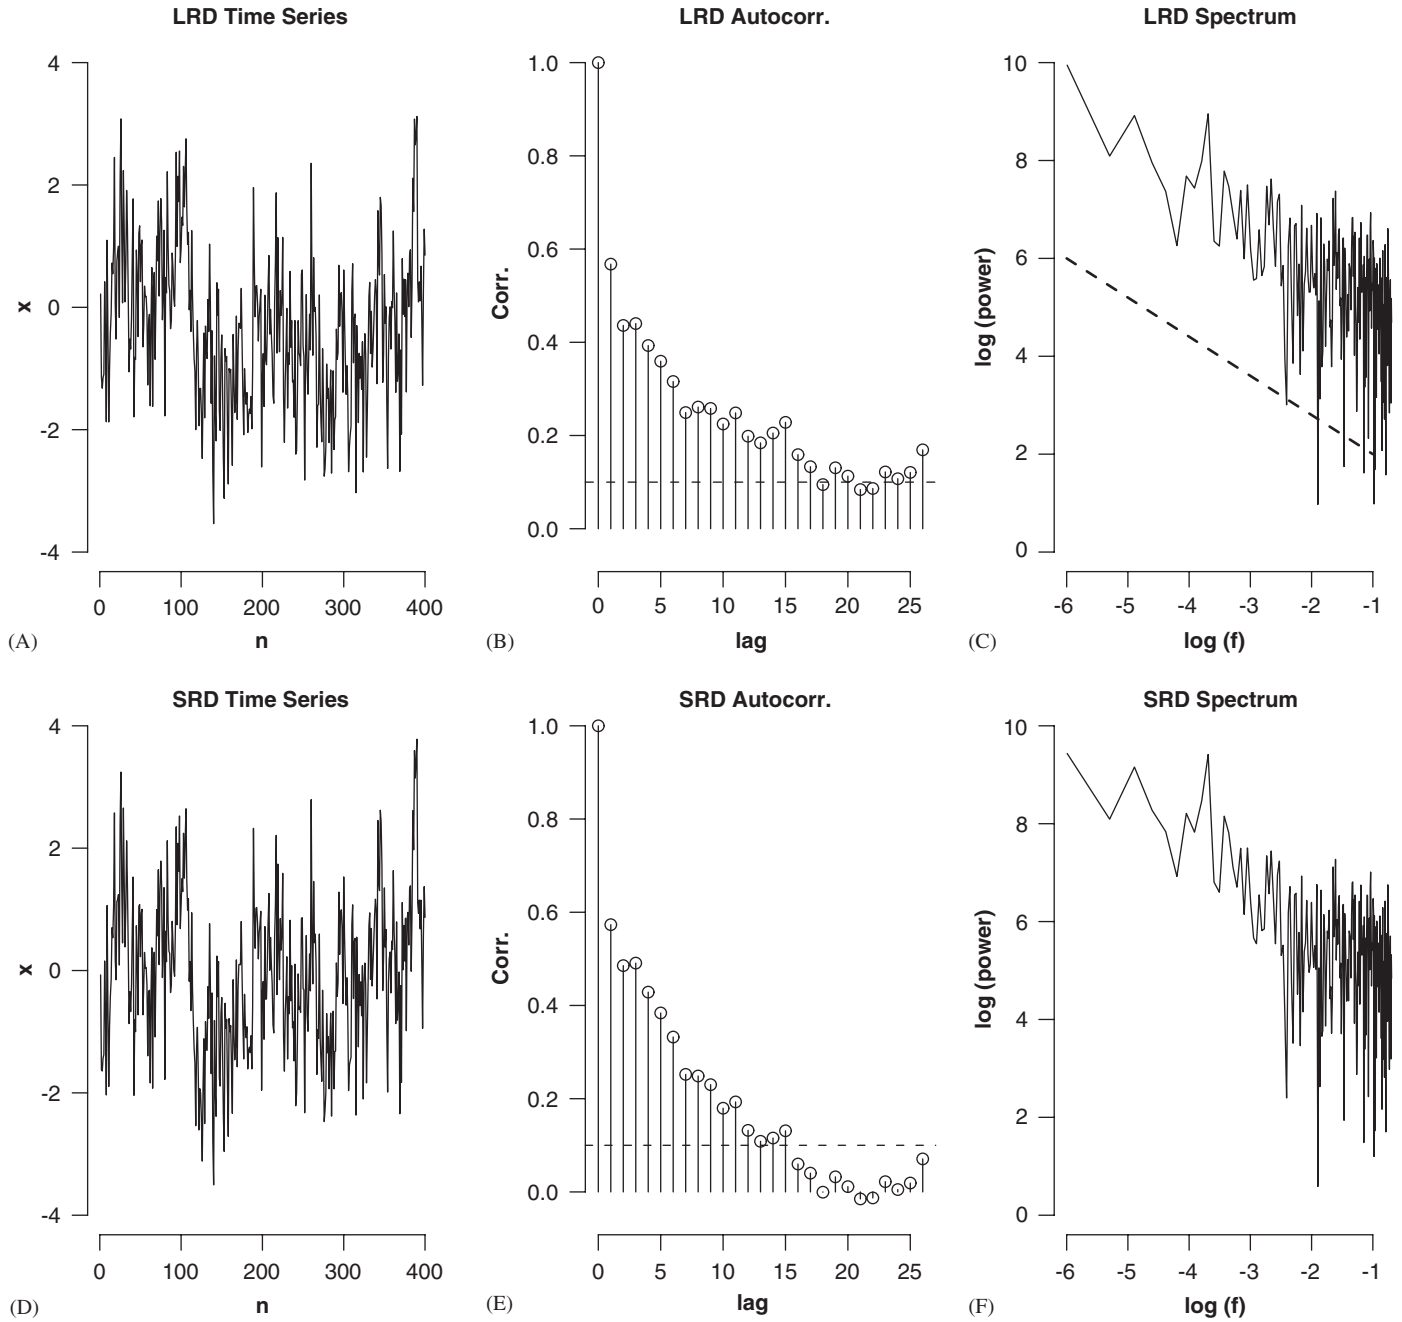 LRD Time Series
LRD Autocorr.
LRD Spectrum
4
2
0
-2
-4
x
0
100
200
300
400
n
(A)
1.0
0.8
0.6
0.4
0.2
0.0
Corr.
0
5
10
15
20
25
lag
(B)
10
8
6
4
2
0
log (power)
-6
-5
-4
-3
-2
-1
log (f)
(C)
SRD Time Series
SRD Autocorr.
SRD Spectrum
4
2
0
-2
-4
x
0
100
200
300
400
n
(D)
1.0
0.8
0.6
0.4
0.2
0.0
Corr.
0
5
10
15
20
25
lag
(E)
10
8
6
4
2
0
log (power)
-6
-5
-4
-3
-2
-1
log (f)
(F)